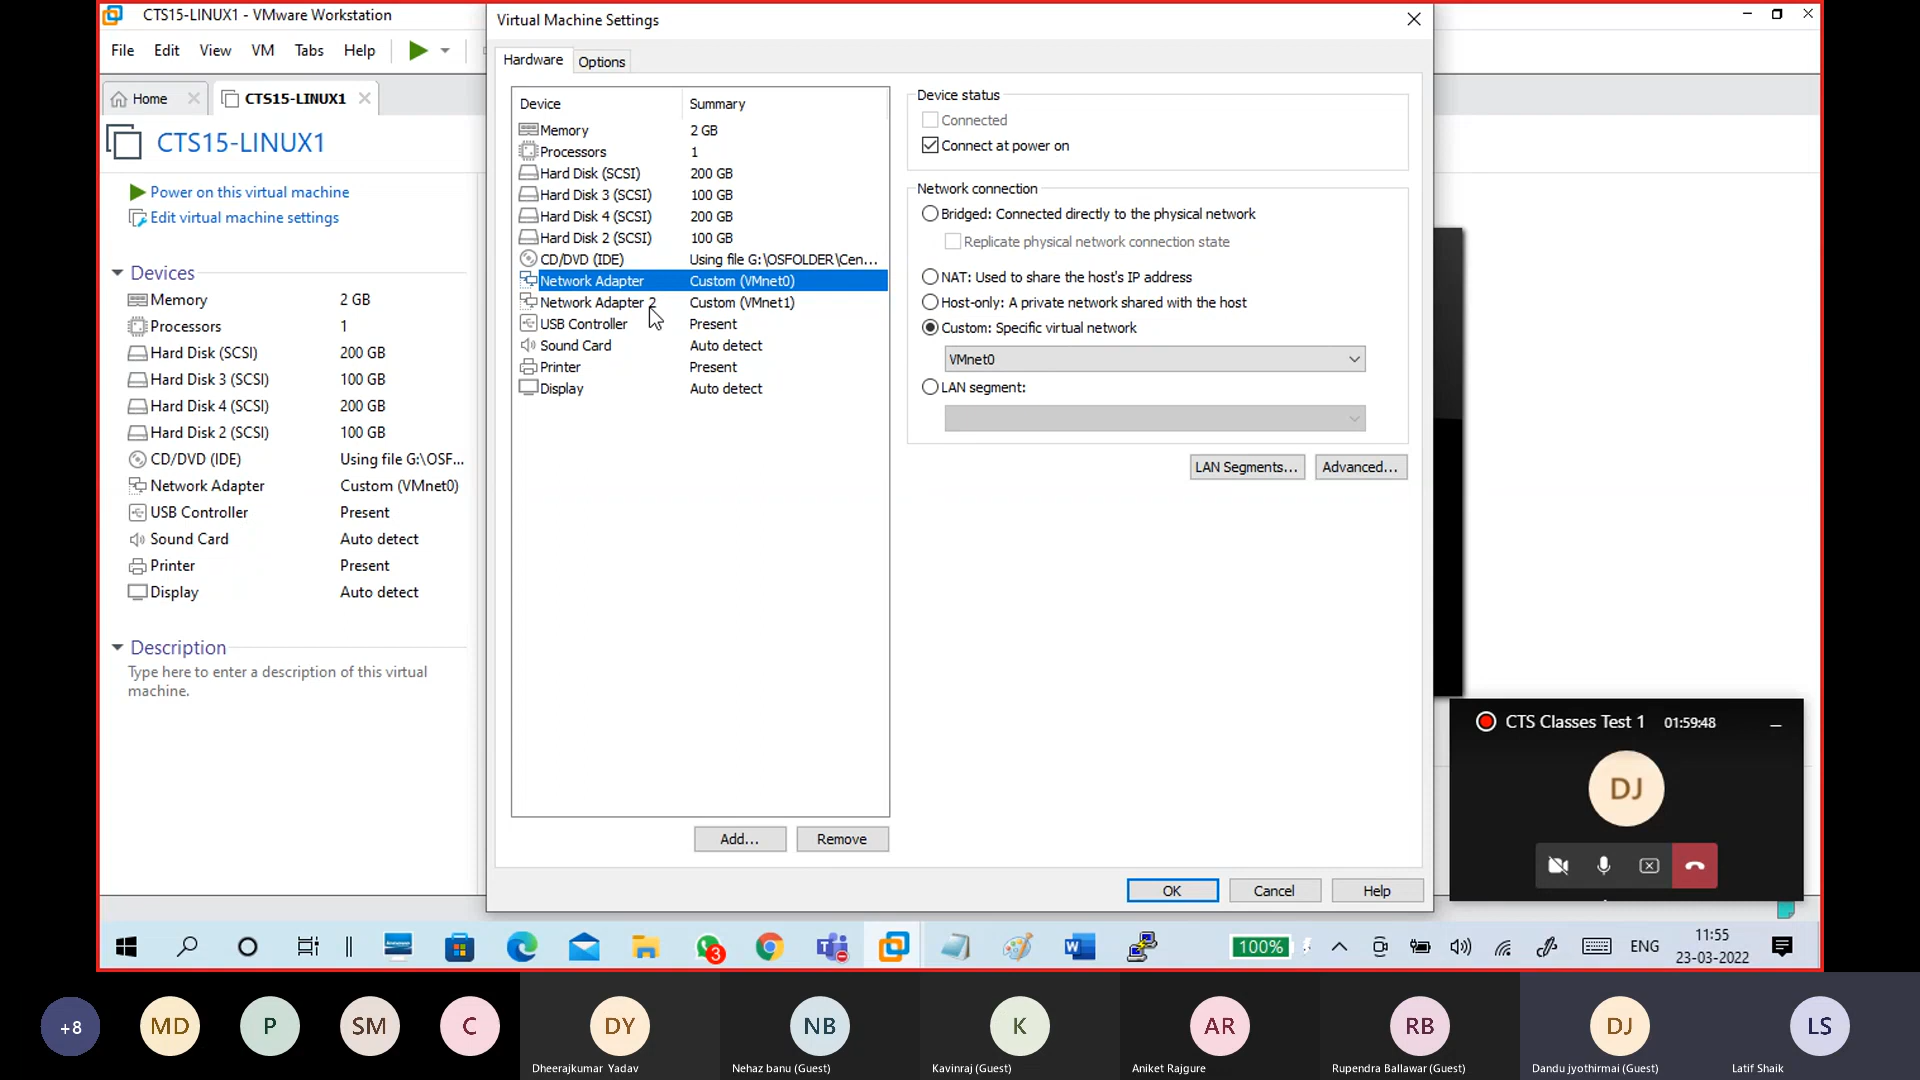 CTS15-LINUX1 - VMware Workstation
File Edit View VM Tabs Help
Home
CTS15-LINUX1
CTS15-LINUX1
Power on this virtual machine
Edit virtual machine settings
Devices
Memory 2 GB
Processors 1
Hard Disk (SCSI) 200 GB
Hard Disk 3 (SCSI) 100 GB
Hard Disk 4 (SCSI) 200 GB
Hard Disk 2 (SCSI) 100 GB
CD/DVD (IDE) Using file G:\OSF...
Network Adapter Custom (VMnet0)
USB Controller Present
Sound Card Auto detect
Printer Present
Display Auto detect
Description
Type here to enter a description of this virtual
machine.
Virtual Machine Settings
Hardware Options
Device Summary
Memory 2 GB
Processors 1
Hard Disk (SCSI) 200 GB
Hard Disk 3 (SCSI) 100 GB
Hard Disk 4 (SCSI) 200 GB
Hard Disk 2 (SCSI) 100 GB
CD/DVD (IDE) Using file G:\OSFOLDER\Cen...
Network Adapter Custom (VMnet0)
Network Adapter 2 Custom (VMnet1)
USB Controller Present
Sound Card Auto detect
Printer Present
Display Auto detect
Add... Remove
Device status
Connected
Connect at power on
Network connection
Bridged: Connected directly to the physical network
Replicate physical network connection state
NAT: Used to share the host's IP address
Host-only: A private network shared with the host
Custom: Specific virtual network
VMnet0
LAN segment:
LAN Segments... Advanced...
OK Cancel Help
CTS Classes Test 1 01:59:48
DJ
3
100%
ENG
11:55
23-03-2022
+8 MD P SM C DY NB K AR RB DJ LS
Dheerajkumar Yadav Nehaz banu (Guest) Kavinraj (Guest) Aniket Rajgure Rupendra Ballawar (Guest) Dandu jyothirmai (Guest) Latif Shaik